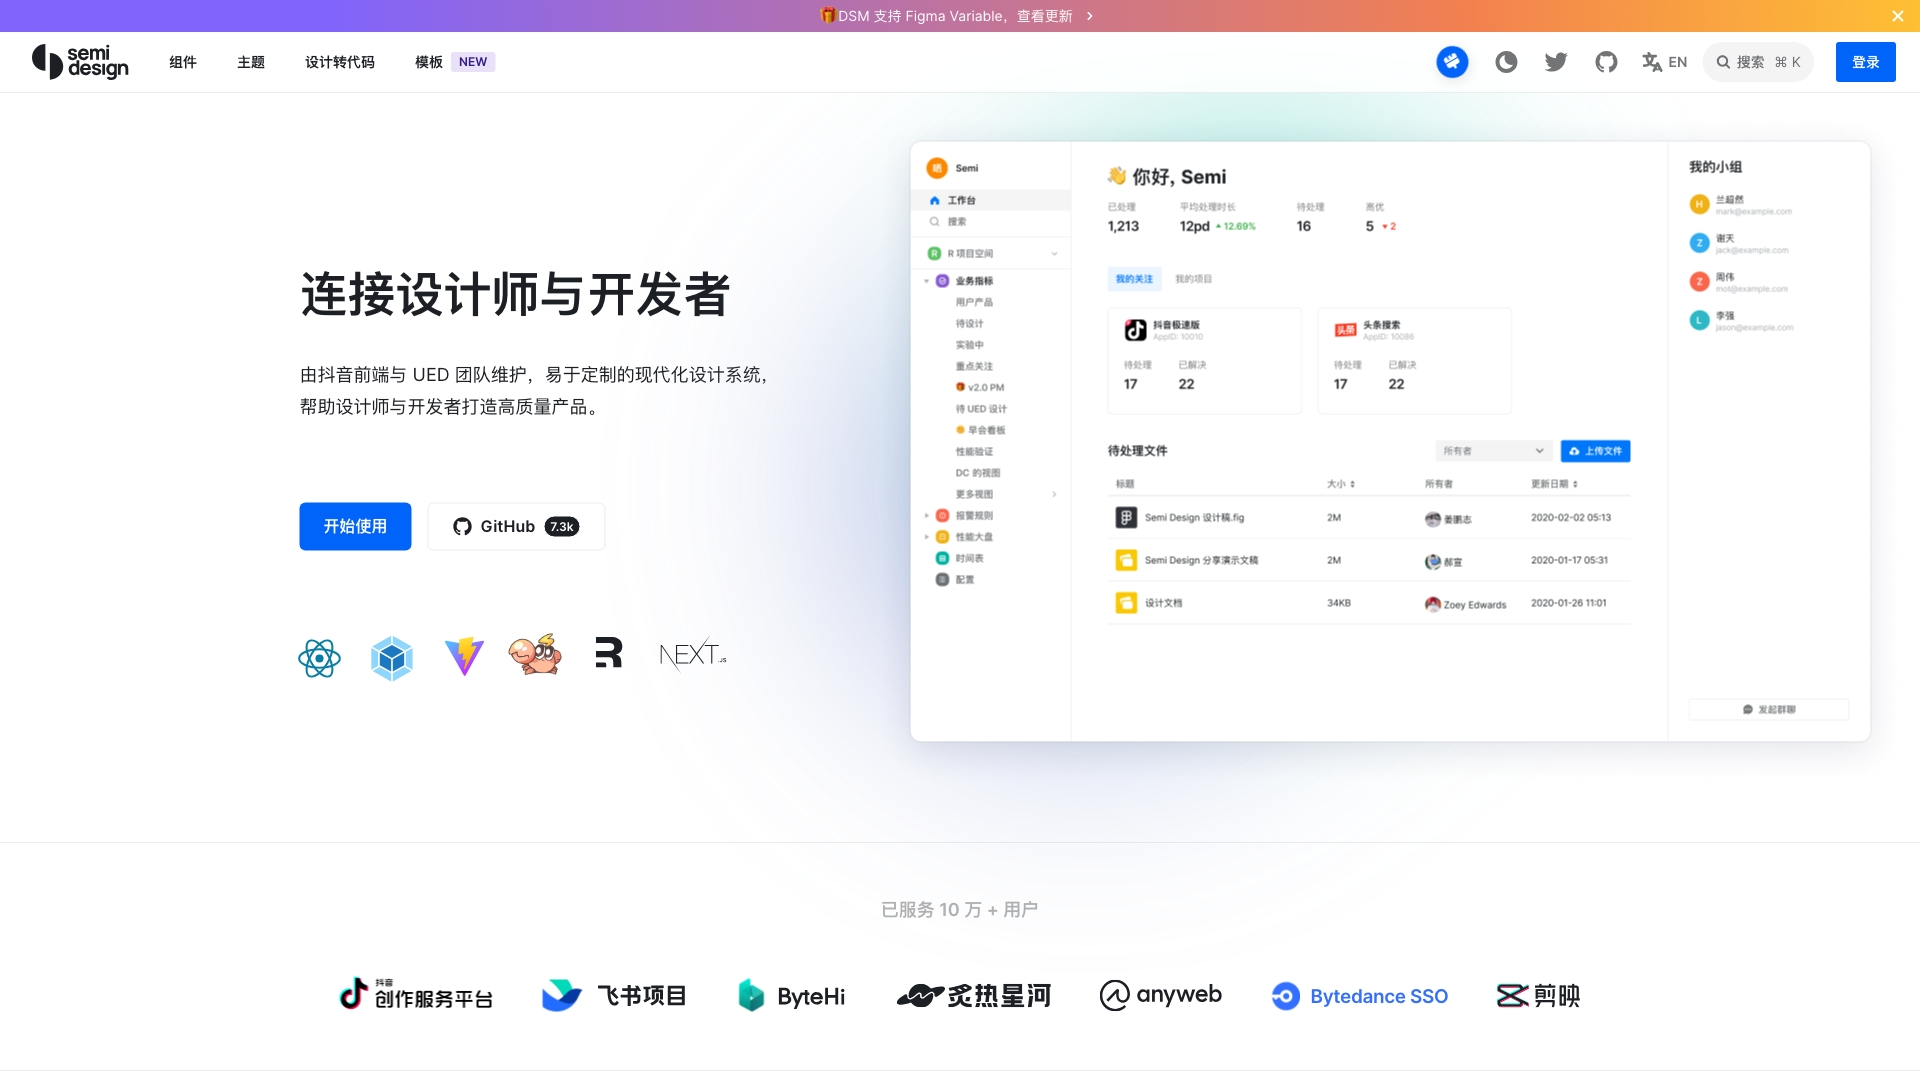 🎁DSM 支持 Figma Variable，查看更新
semi design
组件
主题
设计转代码
模板 NEW
EN
搜索 ⌘ K
登录
连接设计师与开发者
由抖音前端与 UED 团队维护，易于定制的现代化设计系统，
帮助设计师与开发者打造高质量产品。
开始使用
GitHub 7.3k
NEXT.JS
Semi
工作台
搜索
R R 项目空间
业务指标
用户产品
待设计
实验中
重点关注
🎁 v2.0 PM
待 UED 设计
早会看板
性能验证
DC 的视图
更多视图
报警规则
性能大盘
时间表
配置
👋 你好, Semi
已处理 平均处理时长 待处理 高优
1,213 12pd 12.69% 16 5 2
我的关注 我的项目
抖音极速版
AppID: 10010
待处理 已解决
17 22
头条
头条搜索
AppID: 10086
待处理 已解决
17 22
待处理文件
所有者
上传文件
标题 大小 所有者 更新日期
Semi Design 设计稿.fig 2M 姜鹏志 2020-02-02 05:13
Semi Design 分享演示文稿 2M 郝宣 2020-01-17 05:31
设计文档 34KB Zoey Edwards 2020-01-26 11:01
我的小组
H 兰超然
mark@example.com
Z 谢天
jack@example.com
Z 周伟
mot@example.com
L 李强
jason@example.com
发起群聊
已服务 10 万 + 用户
抖音
创作服务平台
飞书项目
ByteHi
炙热星河
anyweb
Bytedance SSO
剪映